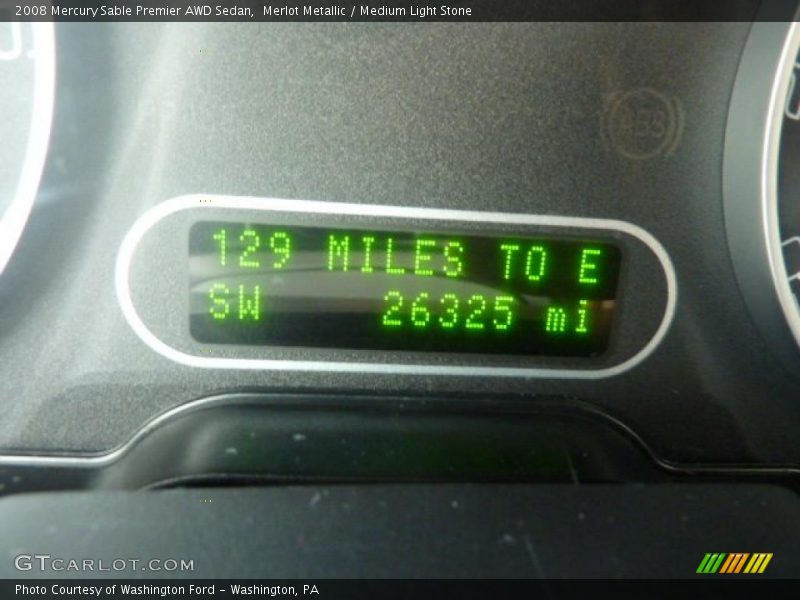 2008 Mercury Sable Premier AWD Sedan,  Merlot Metallic / Medium Light Stone
ABS
129 MILES TO E
SW 26325 mi
GTCARLOT.COM
Photo Courtesy of Washington Ford - Washington, PA